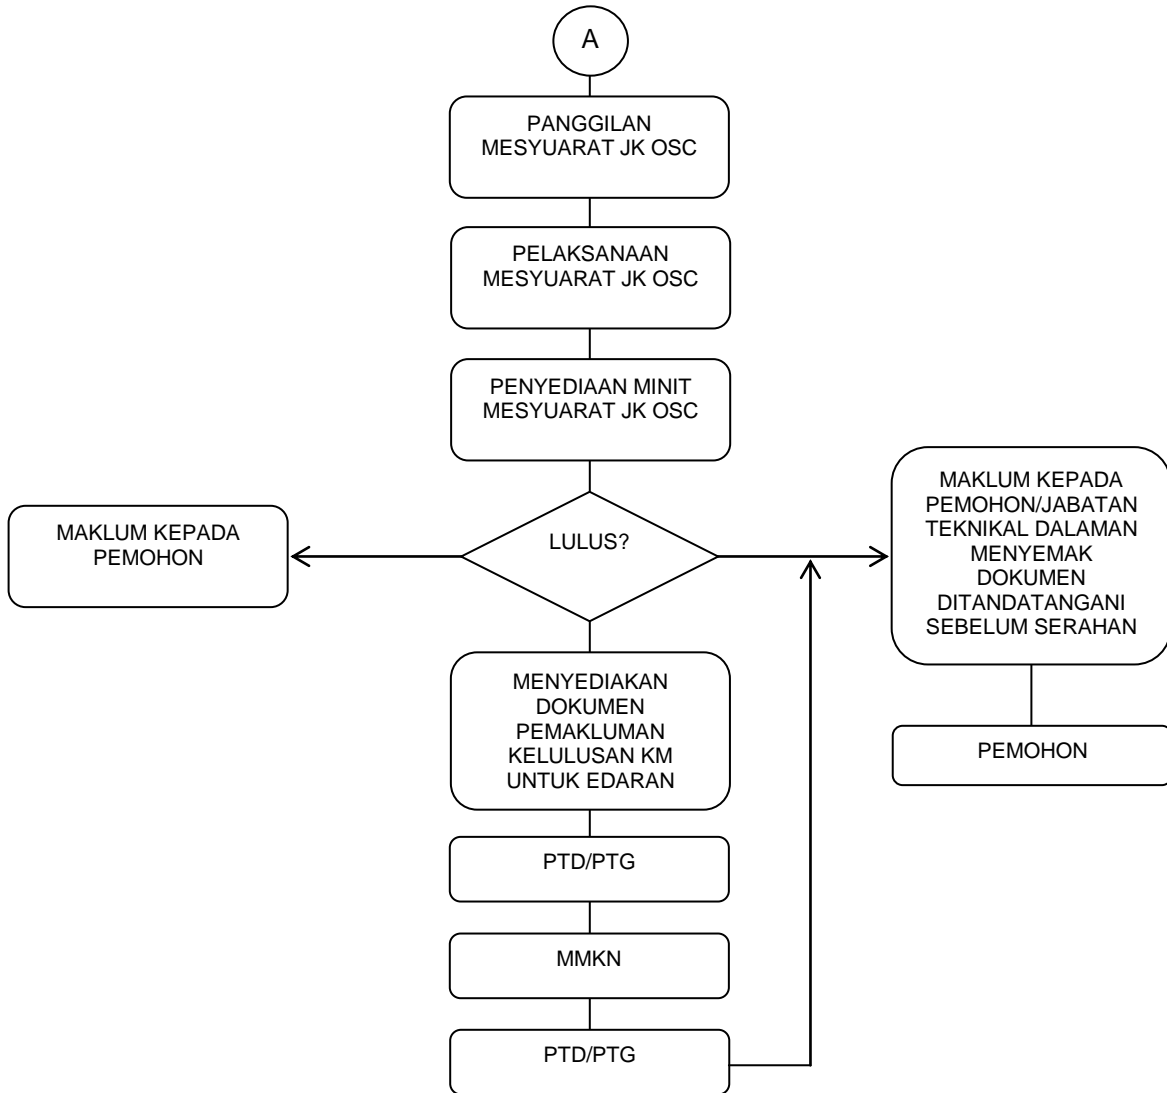 A
PANGGILAN
MESYUARAT JK OSC
PELAKSANAAN
MESYUARAT JK OSC
PENYEDIAAN MINIT
MESYUARAT JK OSC
LULUS?
MAKLUM KEPADA
PEMOHON
MAKLUM KEPADA
PEMOHON/JABATAN
TEKNIKAL DALAMAN
MENYEMAK
DOKUMEN
DITANDATANGANI
SEBELUM SERAHAN
PEMOHON
MENYEDIAKAN
DOKUMEN
PEMAKLUMAN
KELULUSAN KM
UNTUK EDARAN
PTD/PTG
MMKN
PTD/PTG